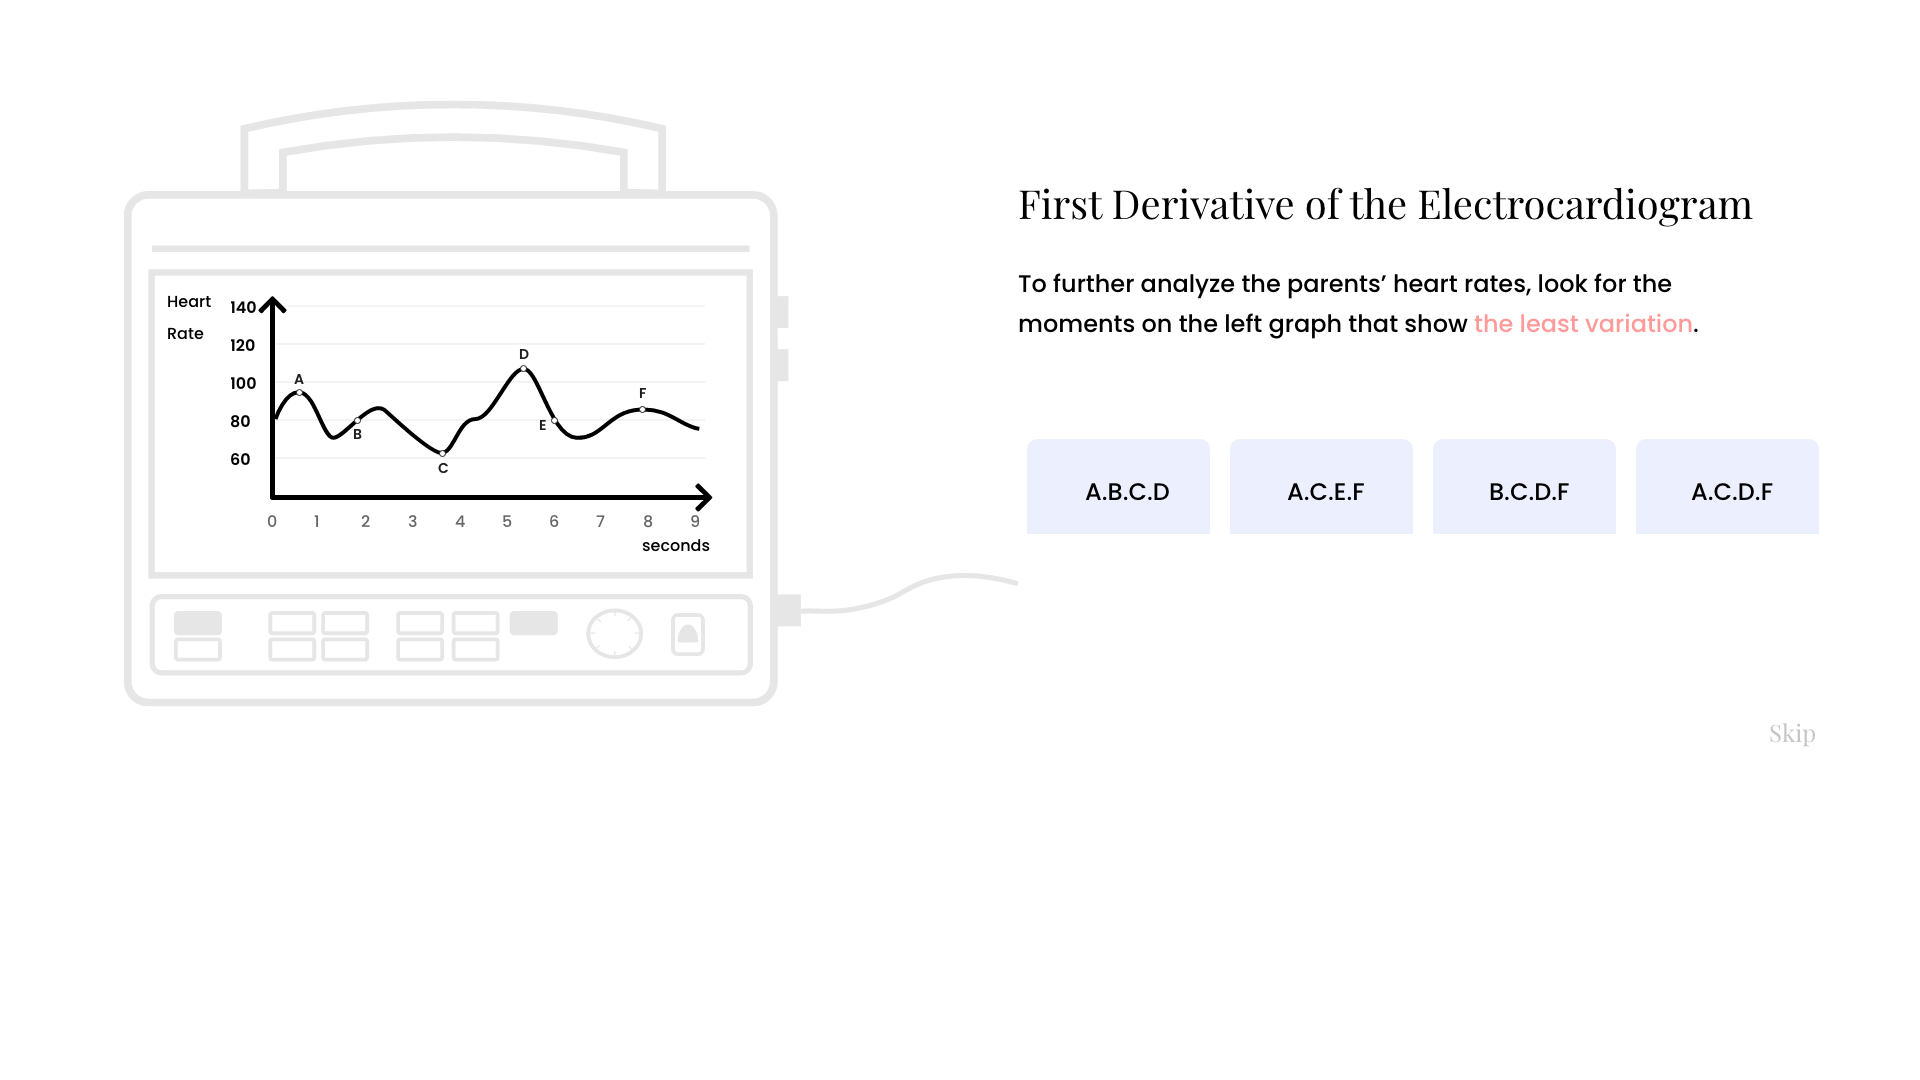 Heart
Rate
140
120
100
80
60
A
B
C
D
E
F
0 1 2 3 4 5 6 7 8 9
seconds
First Derivative of the Electrocardiogram
To further analyze the parents’ heart rates, look for the
moments on the left graph that show the least variation.
A.B.C.D
A.C.E.F
B.C.D.F
A.C.D.F
Skip